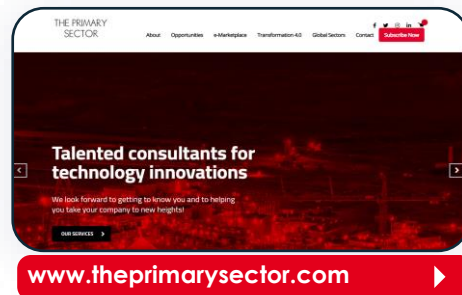 THE PRIMARY
SECTOR
About Opportunities e-Marketplace Transformation 4.0 Global Sectors Contact Subscribe Now
Talented consultants for
technology innovations
We look forward to getting to know you and to helping
you take your company to new heights!
OUR SERVICES
www.theprimarysector.com